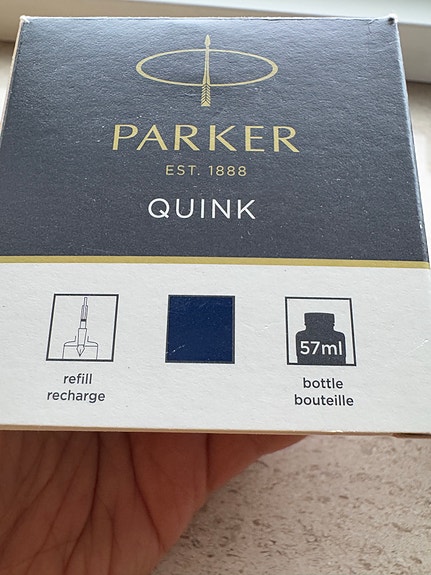 PARKER
EST. 1888
QUINK
57ml
refill
recharge
bottle
bouteille